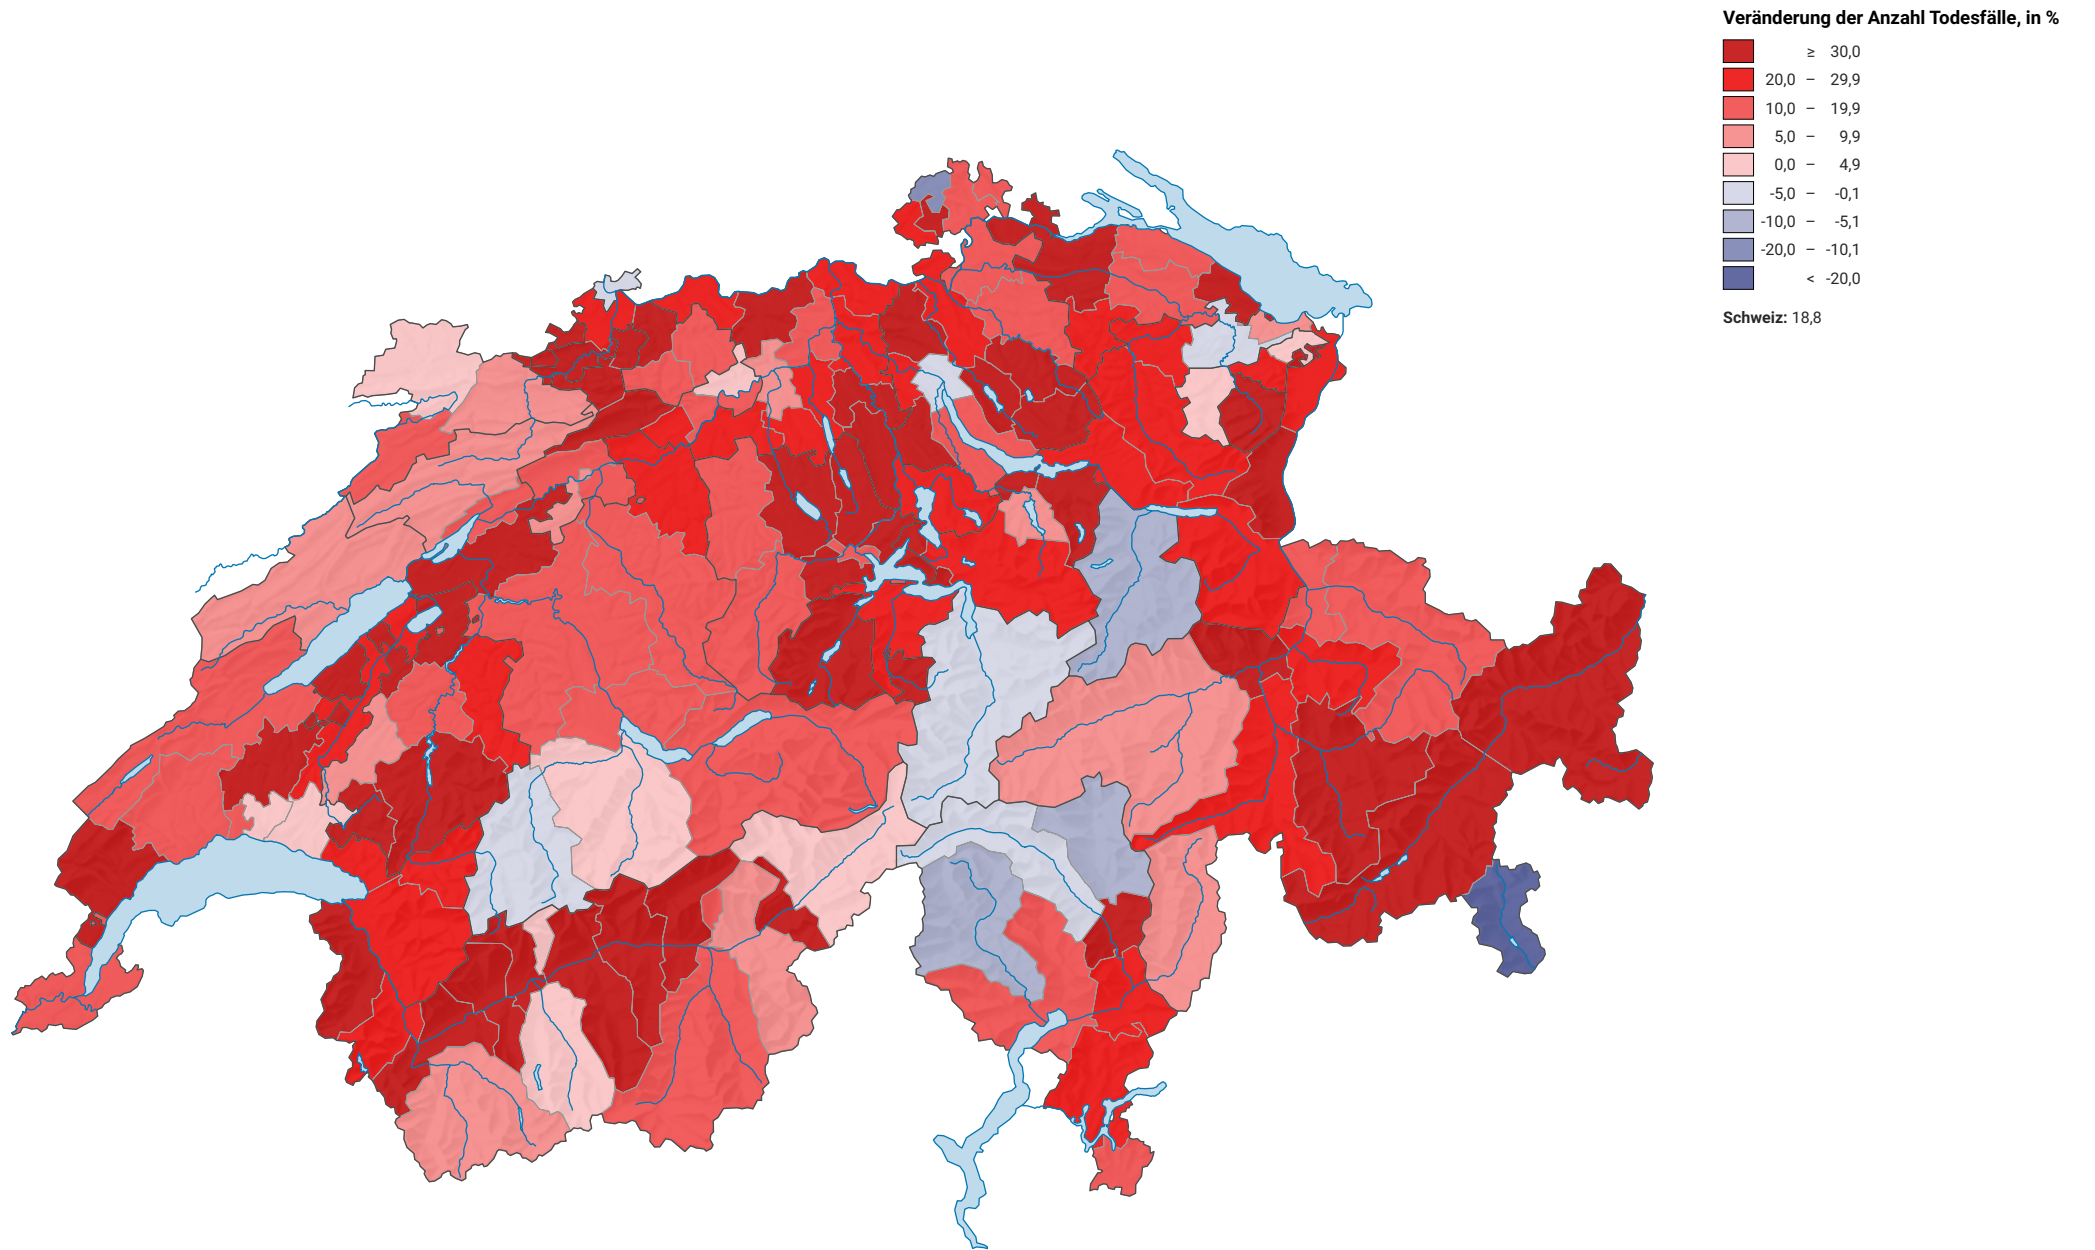 Veränderung der Anzahl Todesfälle, in %
≥ 30,0
20,0 – 29,9
10,0 – 19,9
5,0 – 9,9
0,0 – 4,9
-5,0 – -0,1
-10,0 – -5,1
-20,0 – -10,1
< -20,0
Schweiz: 18,8